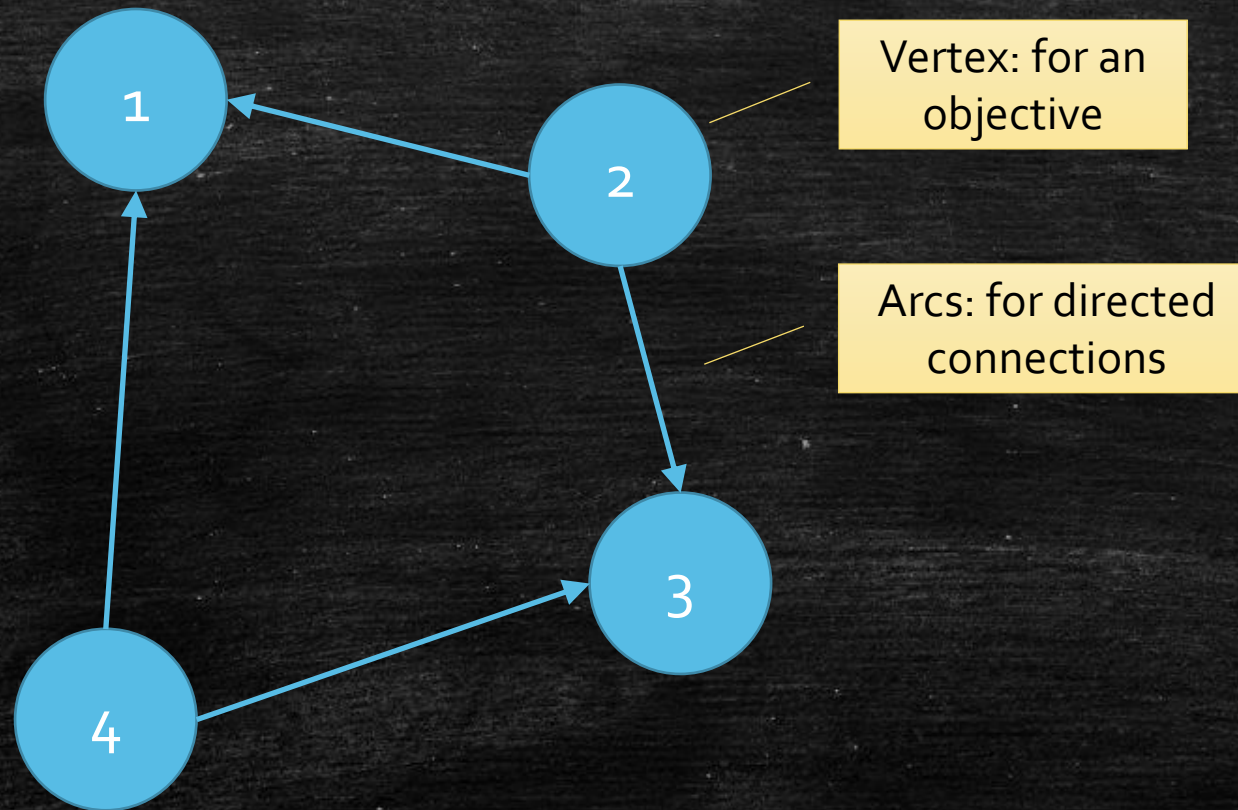 1
2
Vertex: for an
objective
Arcs: for directed
connections
3
4